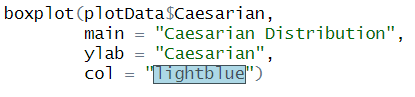 boxplot(plotData$Caesarian,
        main = "Caesarian Distribution",
        ylab = "Caesarian",
        col = "lightblue")